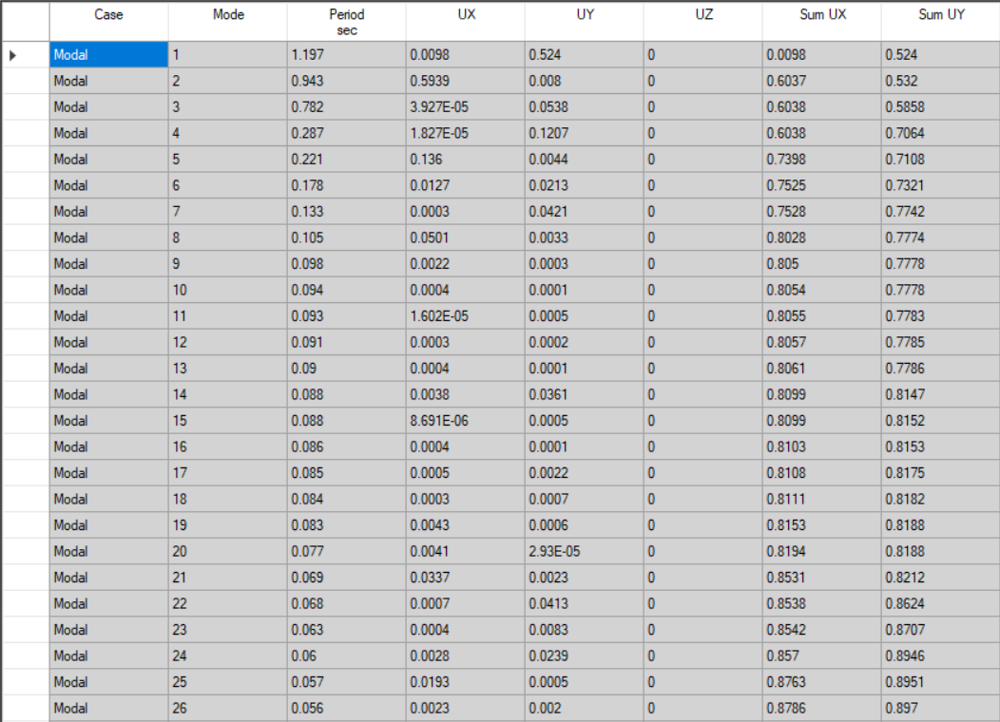 Case Mode Period sec UX UY UZ Sum UX Sum UY
Modal 1 1.197 0.0098 0.524 0 0.0098 0.524
Modal 2 0.943 0.5939 0.008 0 0.6037 0.532
Modal 3 0.782 3.927E-05 0.0538 0 0.6038 0.5858
Modal 4 0.287 1.827E-05 0.1207 0 0.6038 0.7064
Modal 5 0.221 0.136 0.0044 0 0.7398 0.7108
Modal 6 0.178 0.0127 0.0213 0 0.7525 0.7321
Modal 7 0.133 0.0003 0.0421 0 0.7528 0.7742
Modal 8 0.105 0.0501 0.0033 0 0.8028 0.7774
Modal 9 0.098 0.0022 0.0003 0 0.805 0.7778
Modal 10 0.094 0.0004 0.0001 0 0.8054 0.7778
Modal 11 0.093 1.602E-05 0.0005 0 0.8055 0.7783
Modal 12 0.091 0.0003 0.0002 0 0.8057 0.7785
Modal 13 0.09 0.0004 0.0001 0 0.8061 0.7786
Modal 14 0.088 0.0038 0.0361 0 0.8099 0.8147
Modal 15 0.088 8.691E-06 0.0005 0 0.8099 0.8152
Modal 16 0.086 0.0004 0.0001 0 0.8103 0.8153
Modal 17 0.085 0.0005 0.0022 0 0.8108 0.8175
Modal 18 0.084 0.0003 0.0007 0 0.8111 0.8182
Modal 19 0.083 0.0043 0.0006 0 0.8153 0.8188
Modal 20 0.077 0.0041 2.93E-05 0 0.8194 0.8188
Modal 21 0.069 0.0337 0.0023 0 0.8531 0.8212
Modal 22 0.068 0.0007 0.0413 0 0.8538 0.8624
Modal 23 0.063 0.0004 0.0083 0 0.8542 0.8707
Modal 24 0.06 0.0028 0.0239 0 0.857 0.8946
Modal 25 0.057 0.0193 0.0005 0 0.8763 0.8951
Modal 26 0.056 0.0023 0.002 0 0.8786 0.897